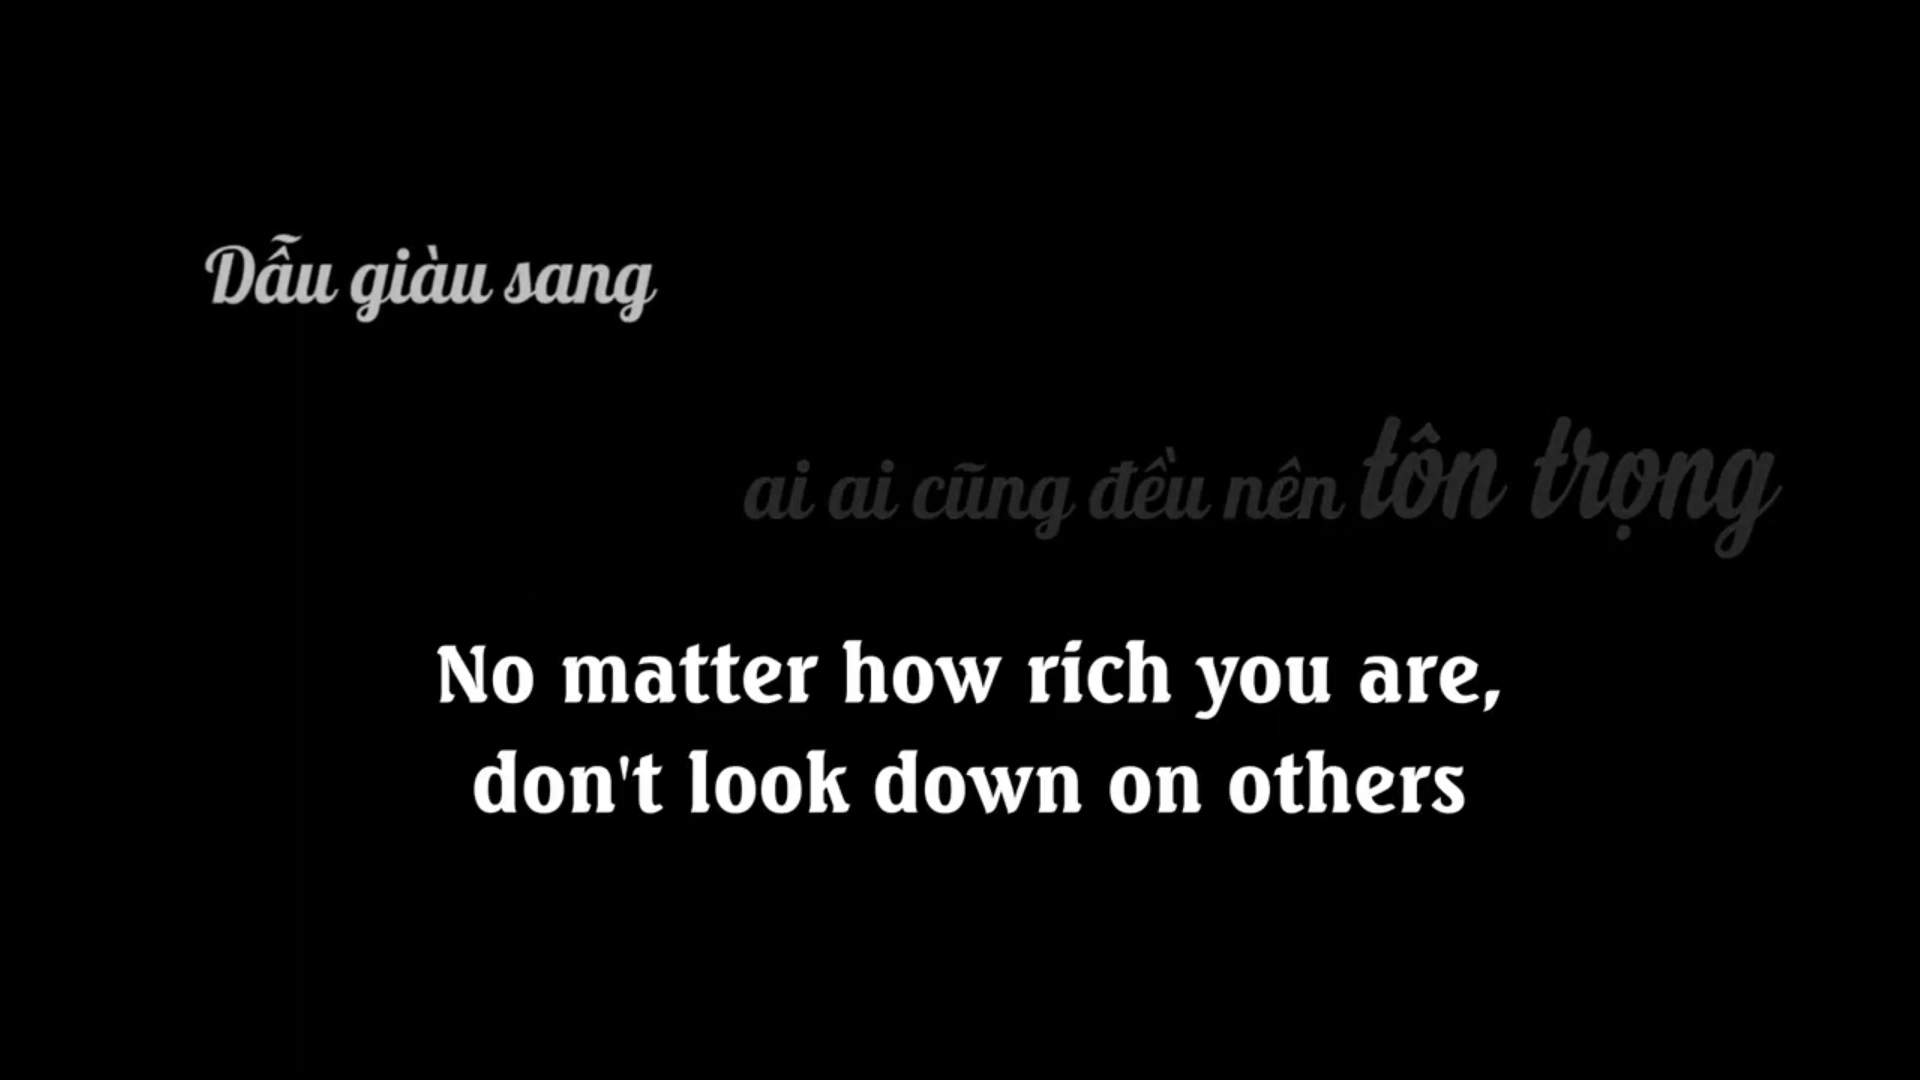 Dẫu giàu sang
ai ai cũng đều nên tôn trọng
No matter how rich you are,
don't look down on others